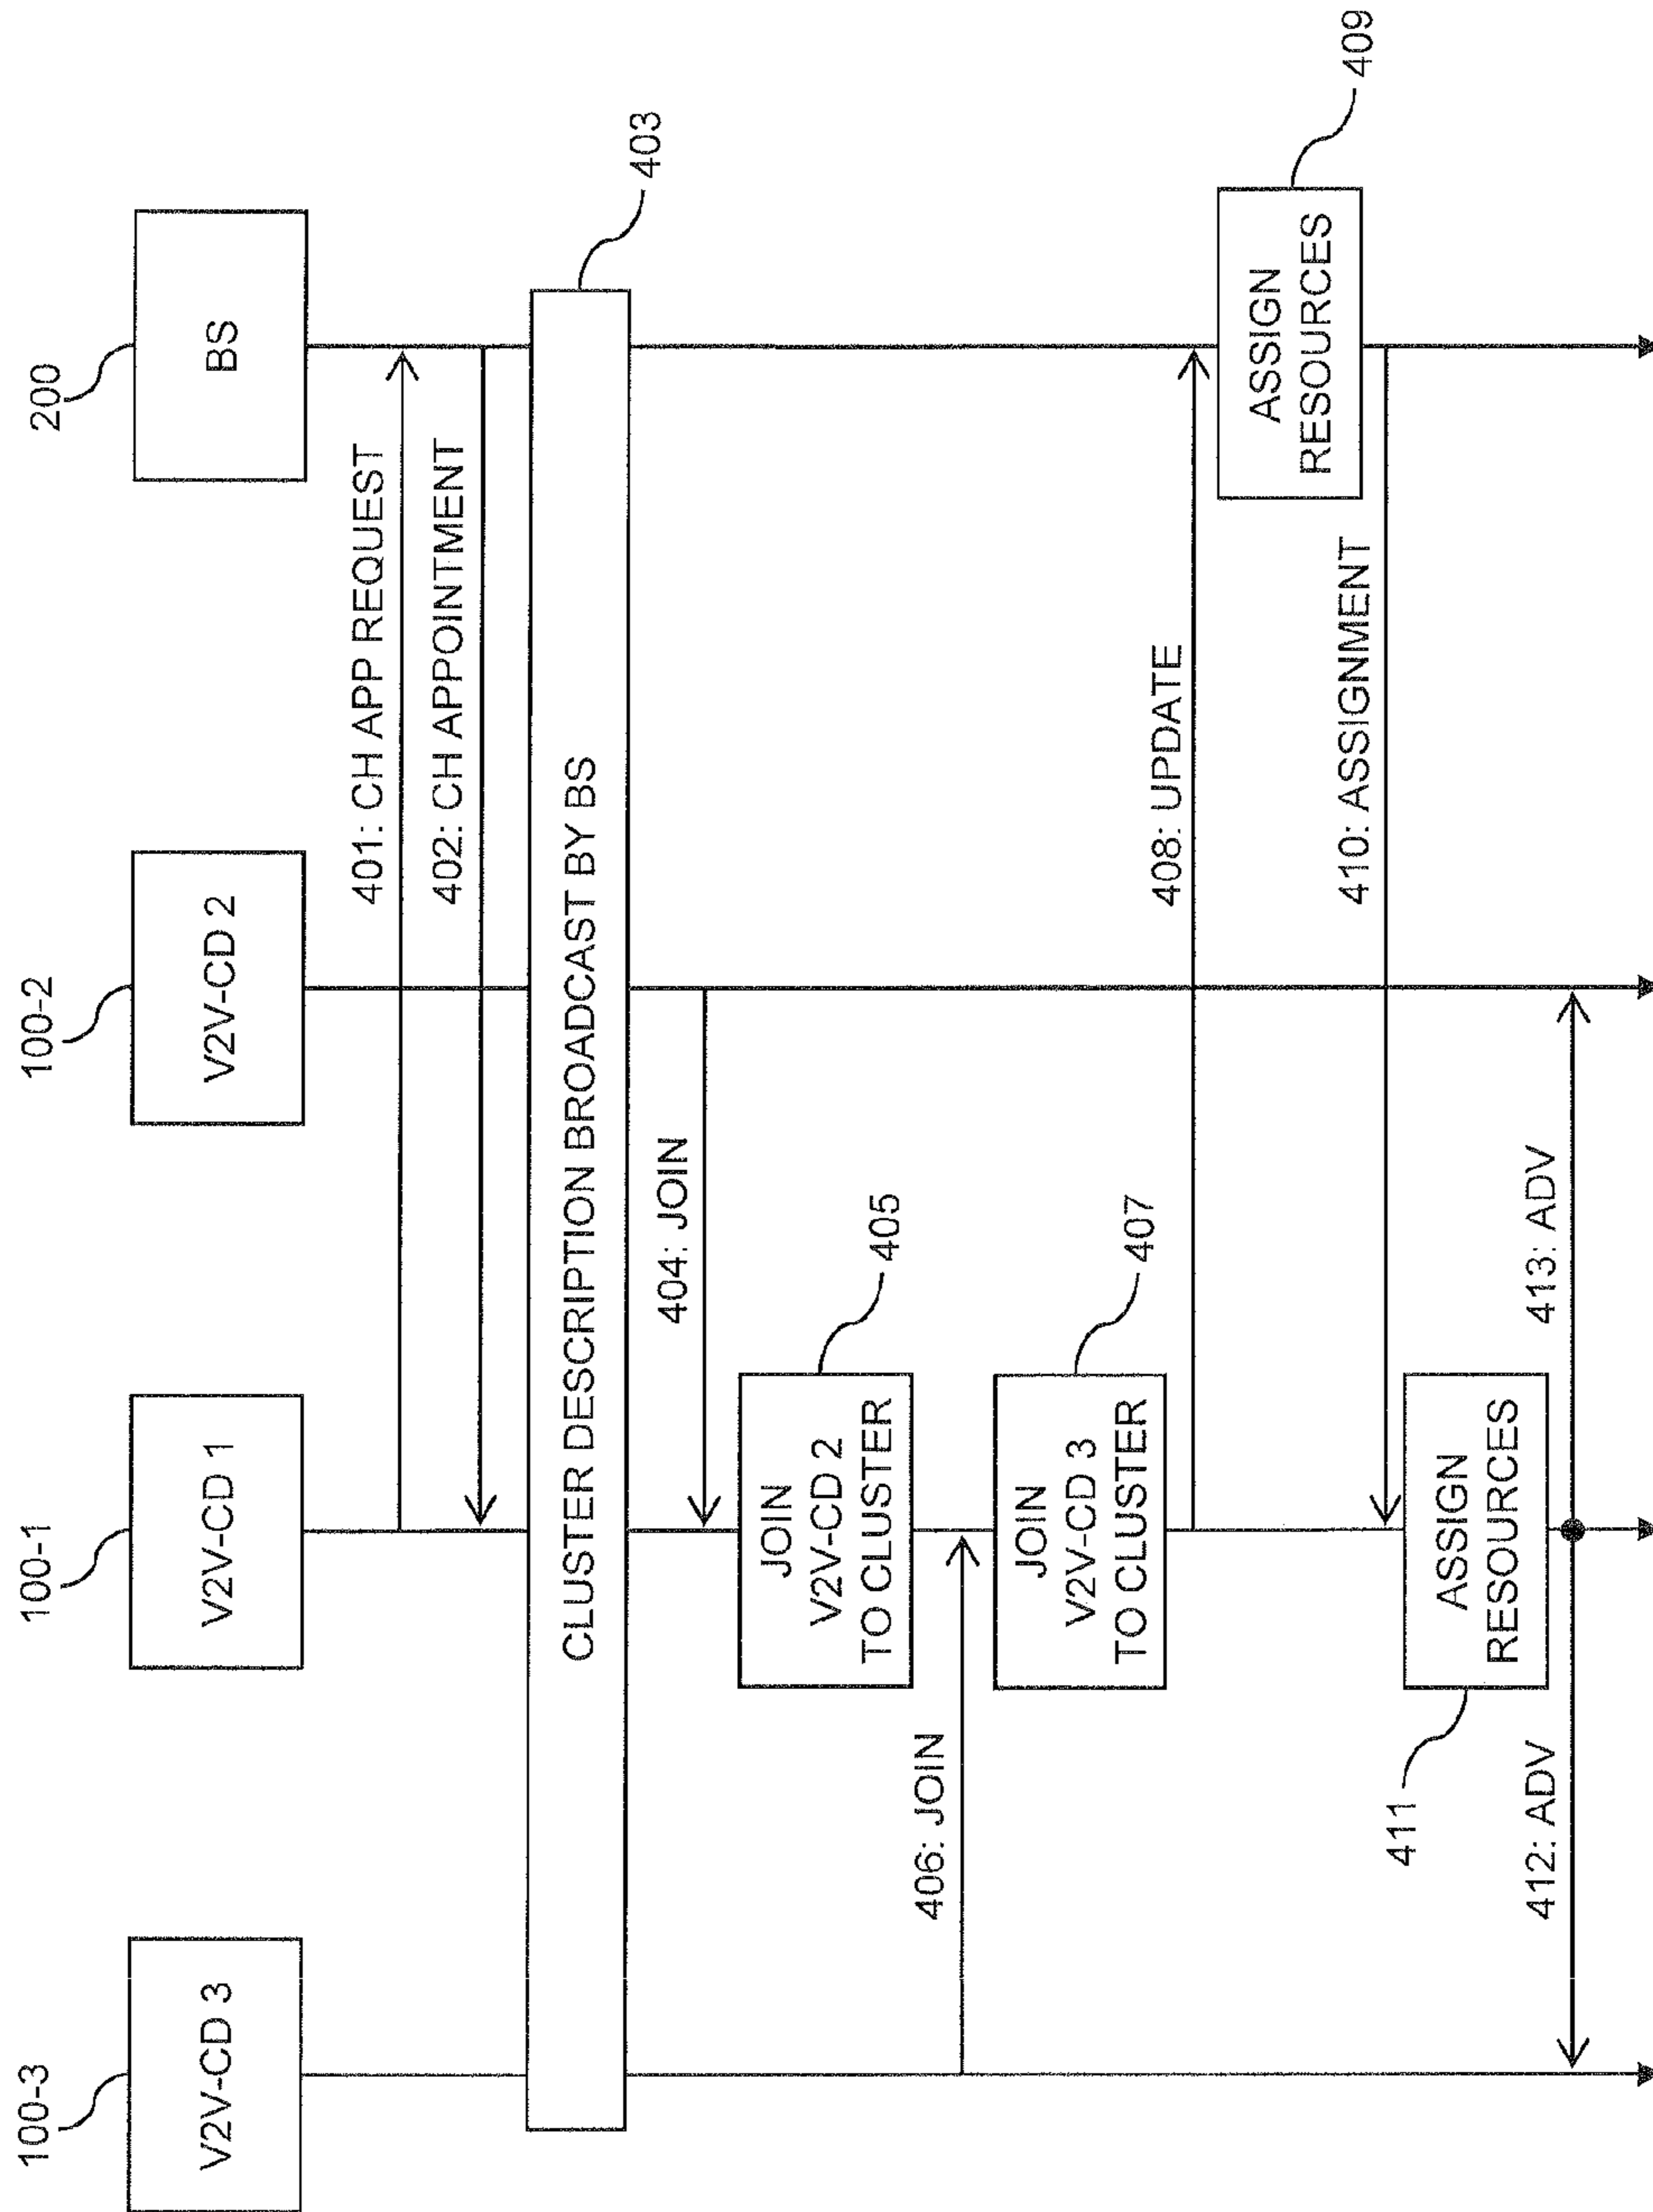 100-3
100-1
100-2
200
V2V-CD 3
V2V-CD 1
V2V-CD 2
BS
401: CH APP REQUEST
402: CH APPOINTMENT
CLUSTER DESCRIPTION BROADCAST BY BS
403
404: JOIN
JOIN
V2V-CD 2
TO CLUSTER
405
406: JOIN
JOIN
V2V-CD 3
TO CLUSTER
407
408: UPDATE
ASSIGN
RESOURCES
409
410: ASSIGNMENT
ASSIGN
RESOURCES
411
412: ADV
413: ADV